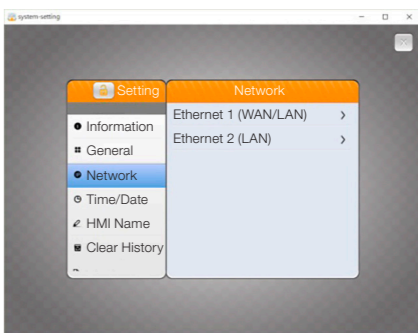 system-setting
Setting
Information
General
Network
Time/Date
HMI Name
Clear History
Network
Ethernet 1 (WAN/LAN)
Ethernet 2 (LAN)